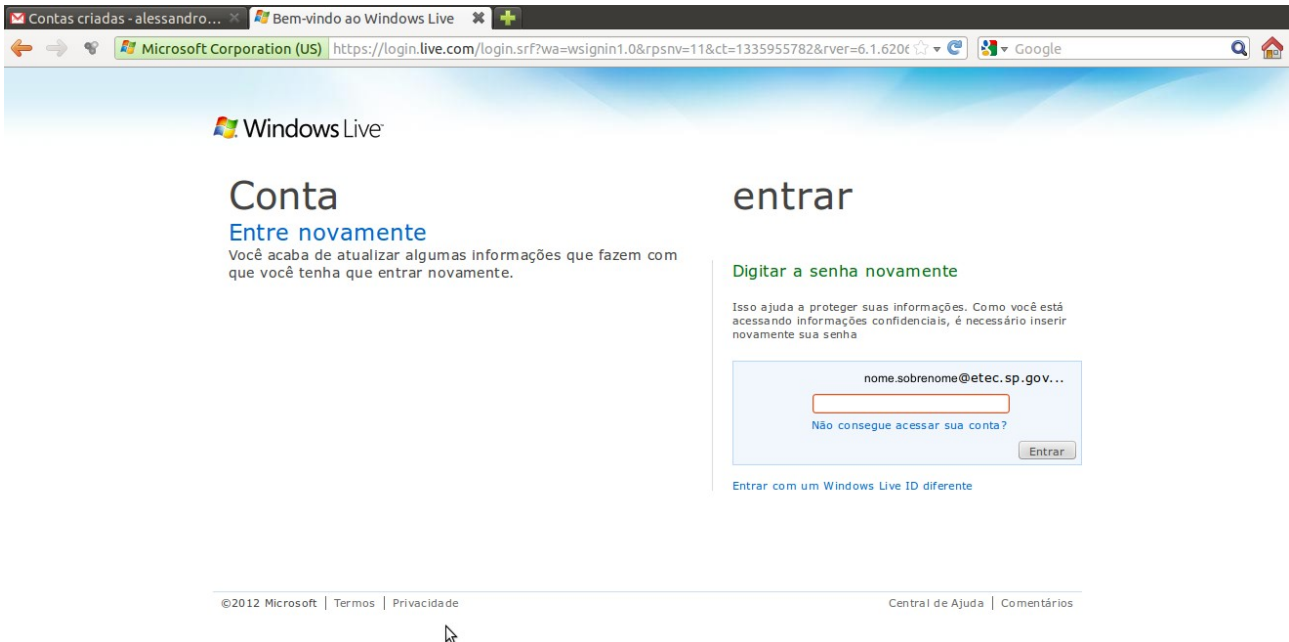 Contas criadas - alessandro...
Bem-vindo ao Windows Live
Microsoft Corporation (US)
https://login.live.com/login.srf?wa=wsignin1.0&rpsnv=11&ct=1335955782&rver=6.1.6206
Google
Windows Live
Conta
Entre novamente
Você acaba de atualizar algumas informações que fazem com
que você tenha que entrar novamente.
entrar
Digitar a senha novamente
Isso ajuda a proteger suas informações. Como você está
acessando informações confidenciais, é necessário inserir
novamente sua senha
nome.sobrenome@etec.sp.gov...
Não consegue acessar sua conta?
Entrar
Entrar com um Windows Live ID diferente
©2012 Microsoft | Termos | Privacidade
Central de Ajuda | Comentários